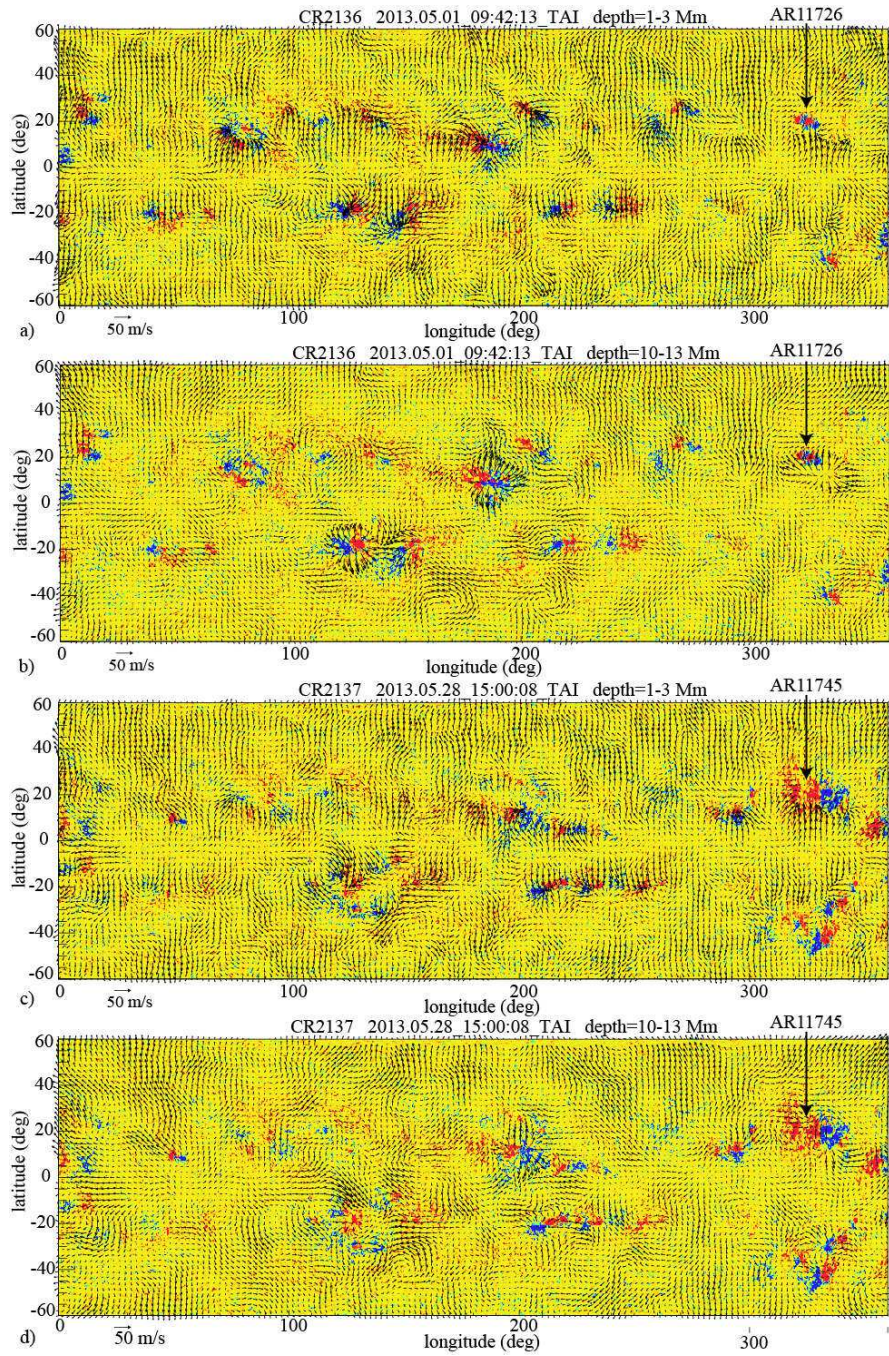 CR2136 2013.05.01_09:42:13_TAI depth=1-3 Mm
AR11726
60
40
20
0
-20
-40
-60
latitude (deg)
0
100
200
300
a)
50 m/s
longitude (deg)
CR2136 2013.05.01_09:42:13_TAI depth=10-13 Mm
AR11726
60
40
20
0
-20
-40
-60
latitude (deg)
0
100
200
300
b)
50 m/s
longitude (deg)
CR2137 2013.05.28_15:00:08_TAI depth=1-3 Mm
AR11745
60
40
20
0
-20
-40
-60
latitude (deg)
0
100
200
300
c)
50 m/s
longitude (deg)
CR2137 2013.05.28_15:00:08_TAI depth=10-13 Mm
AR11745
60
40
20
0
-20
-40
-60
latitude (deg)
0
100
200
300
d)
50 m/s
longitude (deg)